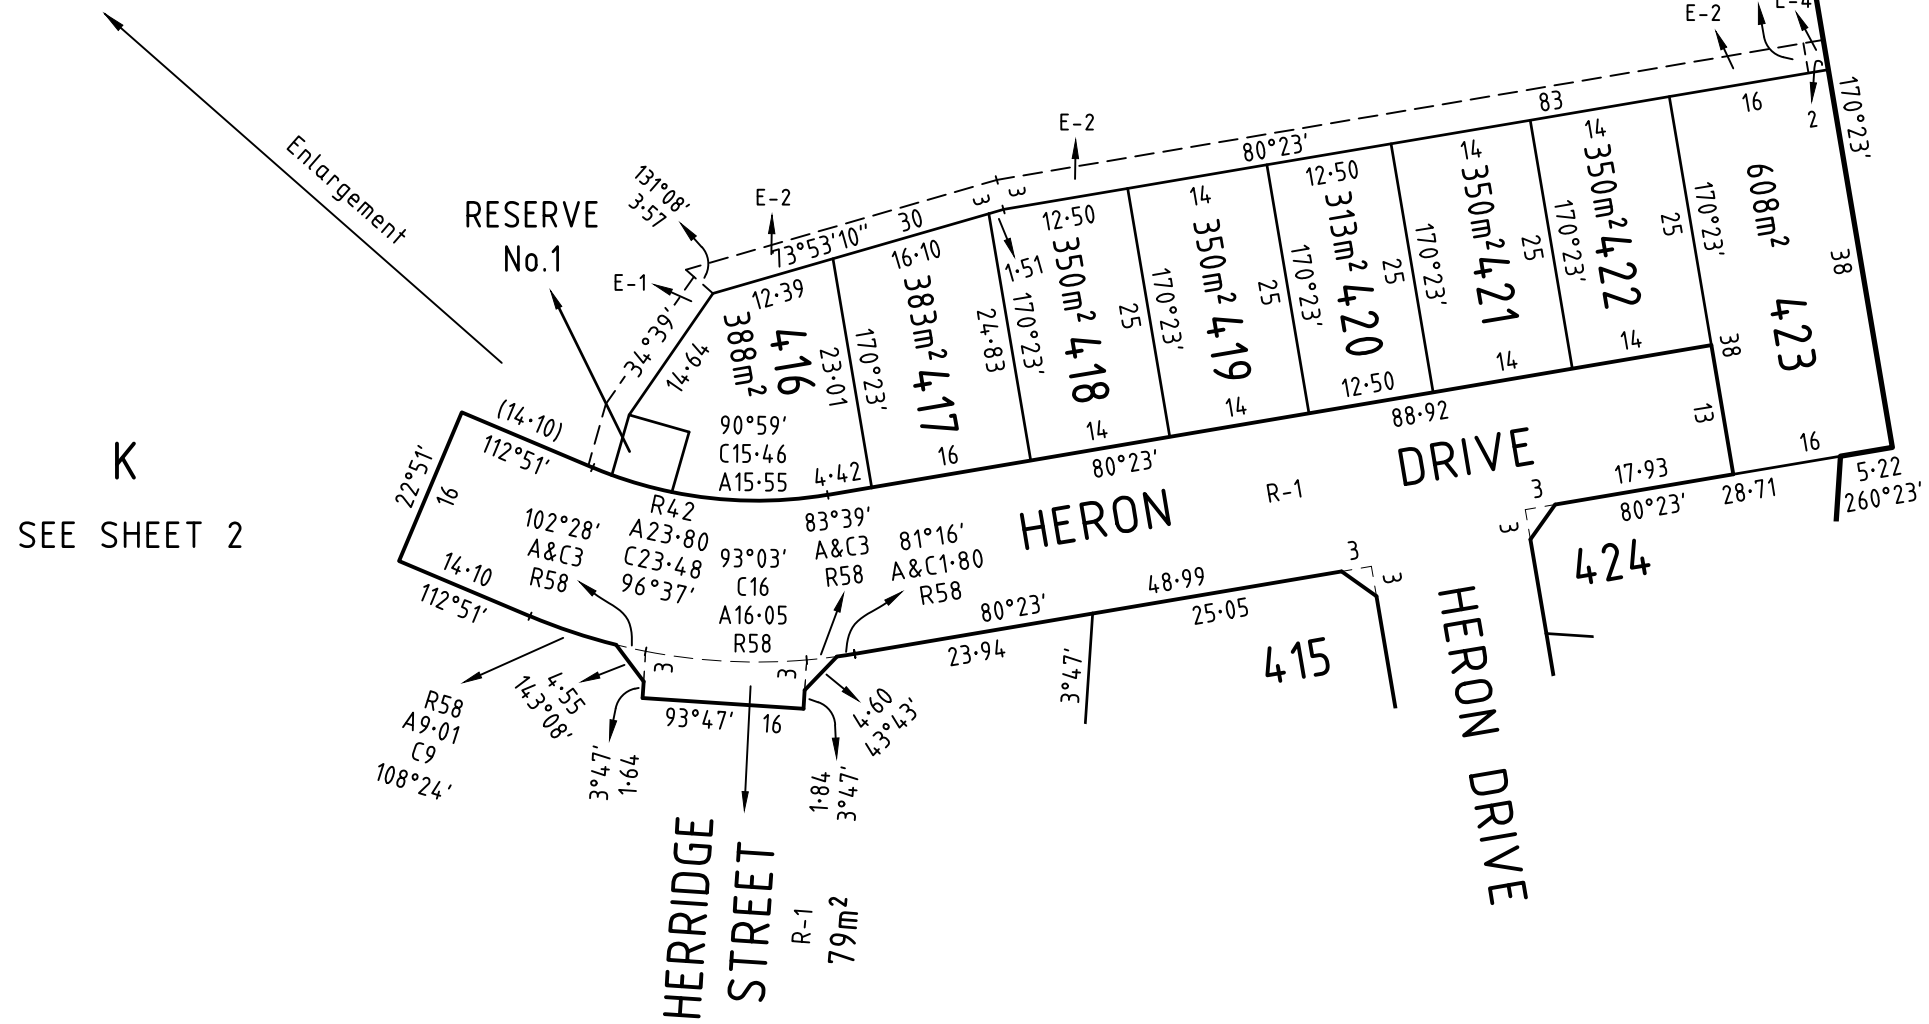 E-2
E-4
Enlargement
RESERVE
No.1
131°08'
3·57
E-2
E-1
E-2
73°53'10"
30
3
3
80°23'
83
16
2
170°23'
34°39'
14·64
12·39
388m²
416
23·01
170°23'
90°59'
C15·46
A15·55
4·42
16·10
383m² 417
24·83
16
1·51
170°23'
12·50
350m² 418
25
14
170°23'
14
350m² 419
25
14
170°23'
12·50
313m² 420
25
12·50
170°23'
14
350m² 421
25
14
170°23'
14
350m² 422
25
14
170°23'
608m²
423
38
38
13
16
K
SEE SHEET 2
(14·10)
112°51'
22°51'
16
14·10
112°51'
102°28'
A&C3
R58
R42
A23·80
C23·48
96°37'
93°03'
C16
A16·05
R58
83°39'
A&C3
R58
81°16'
A&C1·80
R58
80°23'
88·92
HERON
DRIVE
R-1
17·93
80°23'
28·71
5·22
260°23'
3
3
424
80°23'
23·94
48·99
25·05
3
3
415
3°47'
HERON DRIVE
R58
A9·01
C9
108°24'
4·55
143°08'
3°47'
1·64
3
3
93°47'
16
4·60
43°43'
1·84
3°47'
HERRIDGE
STREET
R-1
79m²